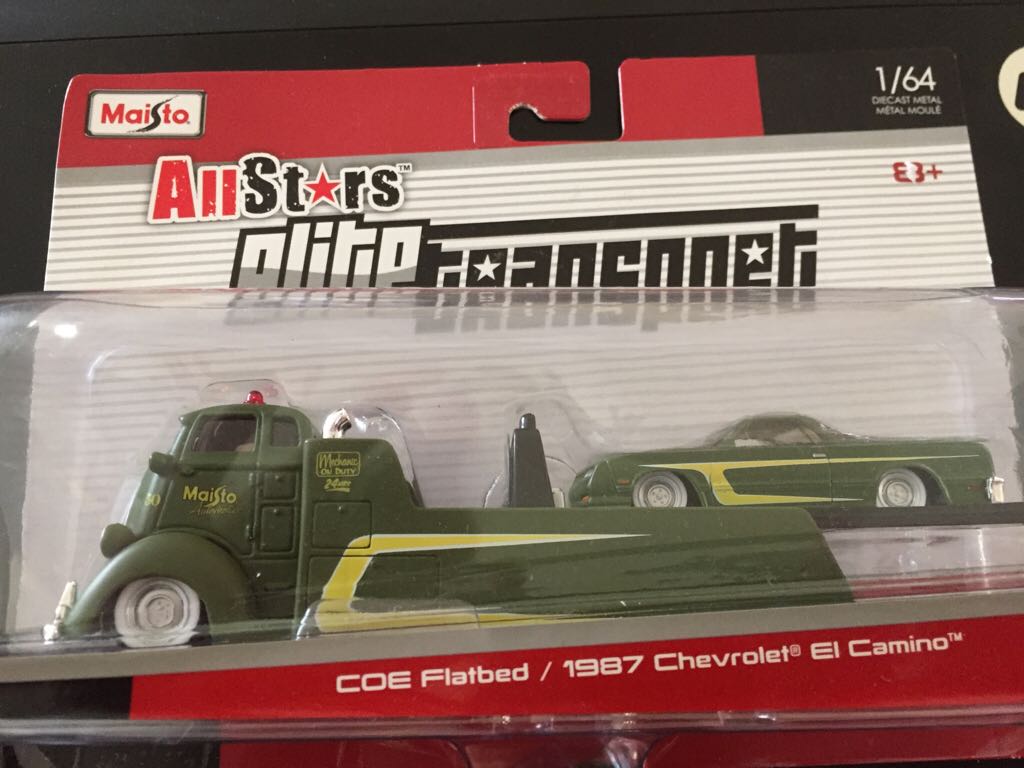 Maisto
1/64
DIECAST METAL
MÉTAL MOULÉ
AllStars™
elite transport
Mechanic
ON DUTY
24 HRS
Maisto
COE Flatbed / 1987 Chevrolet® El Camino™